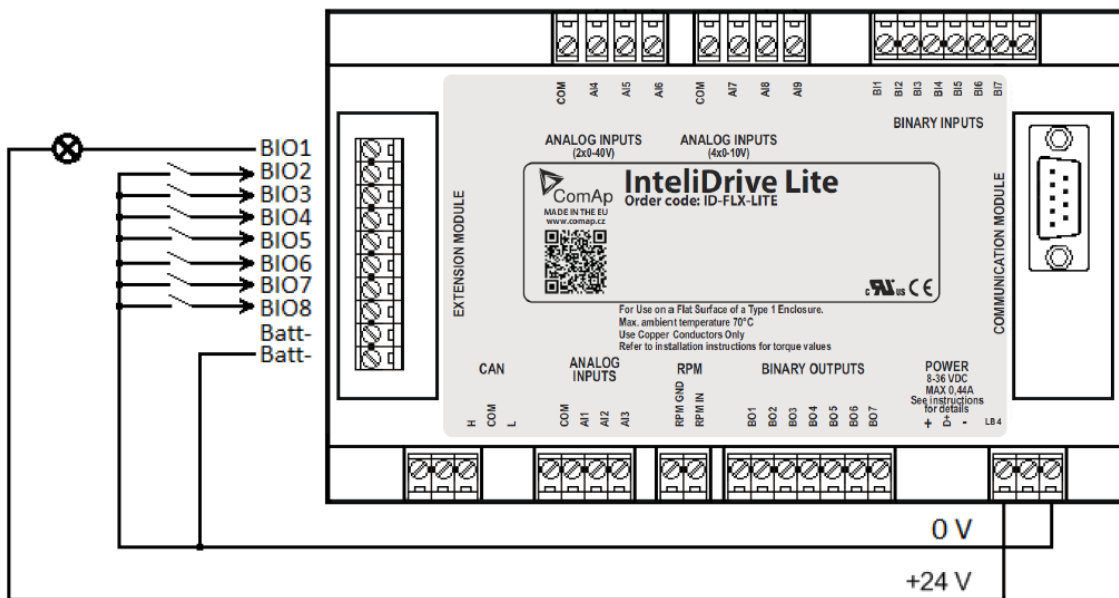 COM
AI4
AI5
AI6
COM
AI7
AI8
AI9
BI1
BI2
BI3
BI4
BI5
BI6
BI7
ANALOG INPUTS
(2x0-40V)
ANALOG INPUTS
(4x0-10V)
BINARY INPUTS
BIO1
BIO2
BIO3
BIO4
BIO5
BIO6
BIO7
BIO8
Batt-
Batt-
EXTENSION MODULE
ComAp
MADE IN THE EU
www.comap.cz
InteliDrive Lite
Order code: ID-FLX-LITE
c RU US CE
COMMUNICATION MODULE
For Use on a Flat Surface of a Type 1 Enclosure.
Max. ambient temperature 70°C
Use Copper Conductors Only
Refer to installation instructions for torque values
CAN
ANALOG
INPUTS
RPM
BINARY OUTPUTS
POWER
8-36 VDC
MAX 0,44A
See instructions
for details
H
COM
L
COM
AI1
AI2
AI3
RPM GND
RPM IN
BO1
BO2
BO3
BO4
BO5
BO6
BO7
+
D+
-
LB4
0 V
+24 V